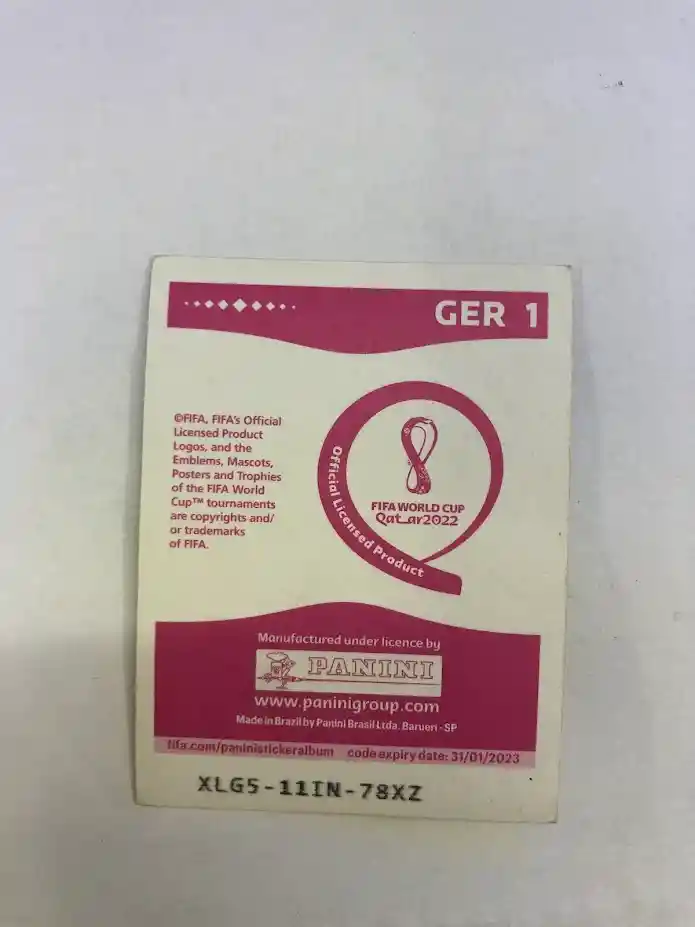 GER 1
©FIFA, FIFA's Official
Licensed Product
Logos, and the
Emblems, Mascots,
Posters and Trophies
of the FIFA World
Cup™ tournaments
are copyrights and/
or trademarks
of FIFA.
Official Licensed Product
FIFA WORLD CUP
Qatar2022
Manufactured under licence by
PANINI
www.paninigroup.com
Made in Brazil by Panini Brasil Ltda. Barueri - SP
fifa.com/paninistickeralbum code expiry date: 31/01/2023
XLG5-11IN-78XZ